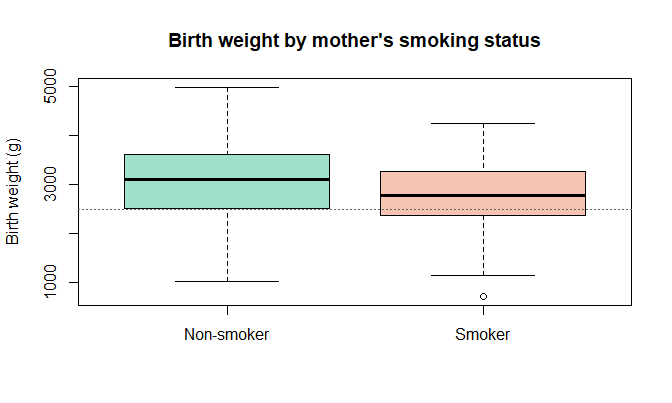 Birth weight by mother's smoking status
Birth weight (g)
5000
3000
1000
Non-smoker
Smoker